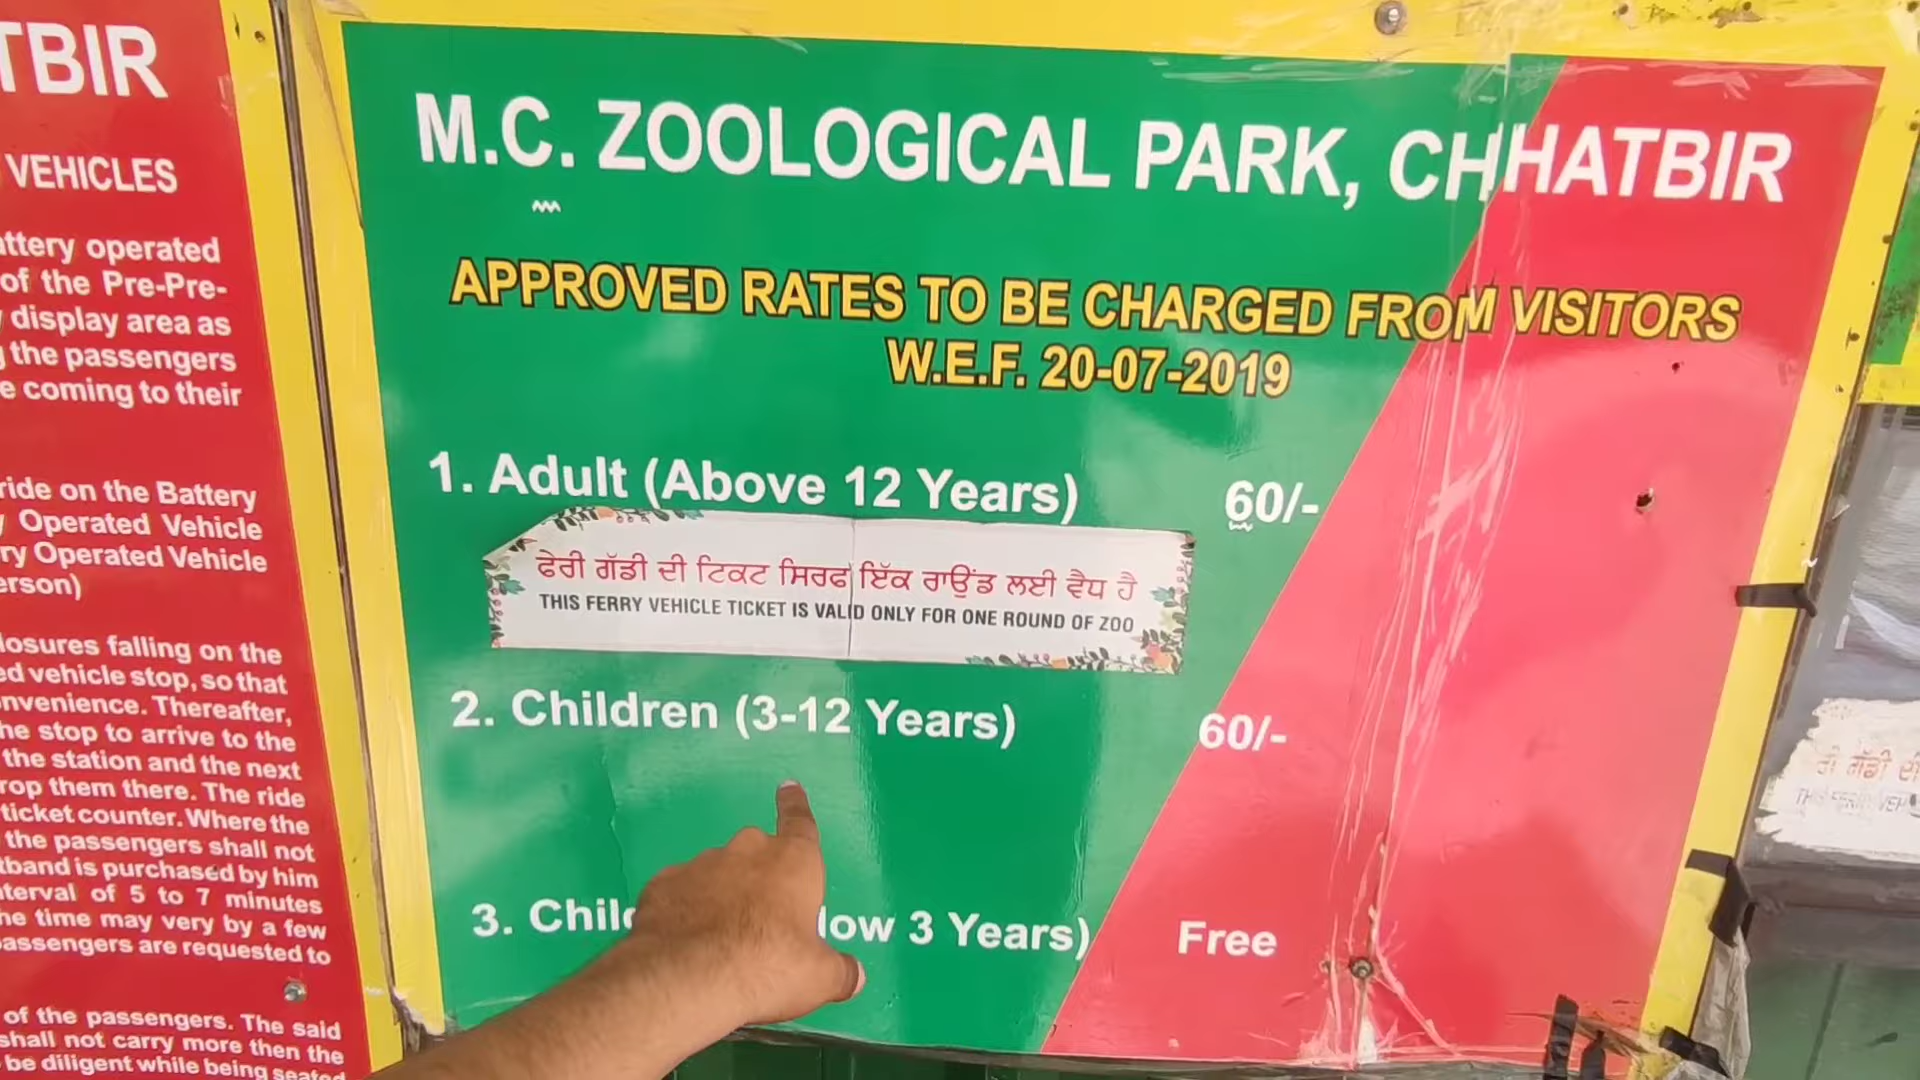 TBIR
VEHICLES
attery operated
of the Pre-Pre-
display area as
the passengers
e coming to their
ride on the Battery
Operated Vehicle
ry Operated Vehicle
erson)
losures falling on the
ed vehicle stop, so that
nvenience. Thereafter,
he stop to arrive to the
the station and the next
rop them there. The ride
ticket counter. Where the
the passengers shall not
tband is purchased by him
nterval of 5 to 7 minutes
he time may very by a few
passengers are requested to
of the passengers. The said
shall not carry more then the
be diligent while being seated
M.C. ZOOLOGICAL PARK, CHHATBIR
APPROVED RATES TO BE CHARGED FROM VISITORS
W.E.F. 20-07-2019
1. Adult (Above 12 Years) 60/-
ਫੇਰੀ ਗੱਡੀ ਦੀ ਟਿਕਟ ਸਿਰਫ ਇੱਕ ਰਾਊਂਡ ਲਈ ਵੈਧ ਹੈ
THIS FERRY VEHICLE TICKET IS VALID ONLY FOR ONE ROUND OF ZOO
2. Children (3-12 Years) 60/-
3. Chil low 3 Years) Free
ਗੱਡੀ